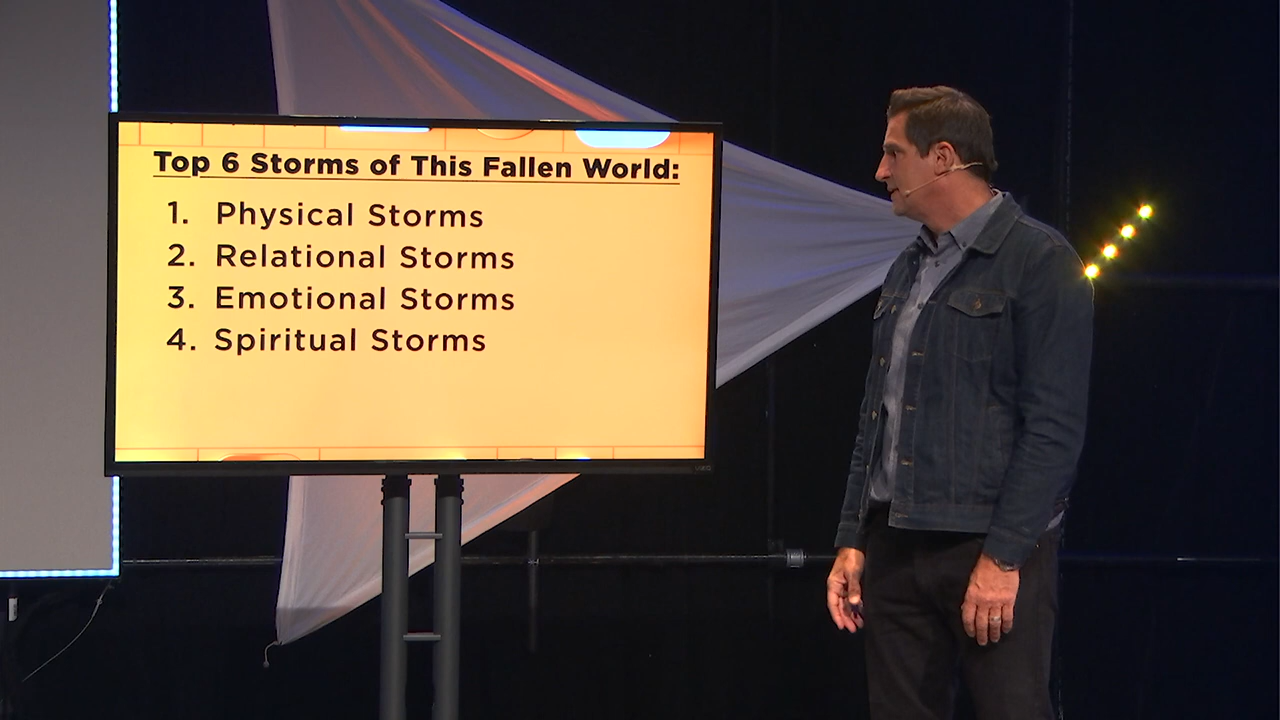 Top 6 Storms of This Fallen World:
1. Physical Storms
2. Relational Storms
3. Emotional Storms
4. Spiritual Storms